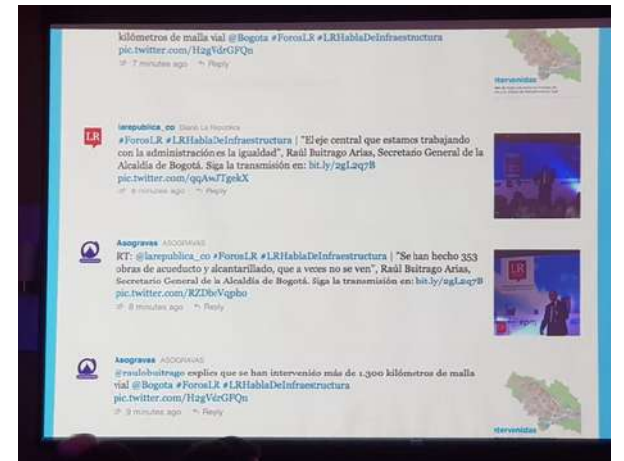 kilómetros de malla vial @Bogota #ForosLR #LRHablaDeInfraestructura
pic.twitter.com/H2gVdrGFQn
7 minutes ago Reply
ntervenidas
LR
larepublica_co Diario La República
#ForosLR #LRHablaDeInfraestructura | "El eje central que estamos trabajando
con la administración es la igualdad", Raúl Buitrago Arias, Secretario General de la
Alcaldía de Bogotá. Siga la transmisión en: bit.ly/2gL2q7B
pic.twitter.com/qqAwJTgekX
minutes ago Reply
Asogravas ASOGRAVAS
RT: @larepublica_co #ForosLR #LRHablaDeInfraestructura | "Se han hecho 353
obras de acueducto y alcantarillado, que a veces no se ven", Raúl Buitrago Arias,
Secretario General de la Alcaldía de Bogotá. Siga la transmisión en: bit.ly/2gL2q7B
pic.twitter.com/RZDbcVqpho
8 minutes ago Reply
LR
Asogravas ASOGRAVAS
@raulobuitrago explics que se han intervenido más de 1.300 kilómetros de malla
vial @Bogota #ForosLR #LRHablaDeInfraestructura
pic.twitter.com/H2gVdrGFQn
9 minutes ago Reply
ntervenidas